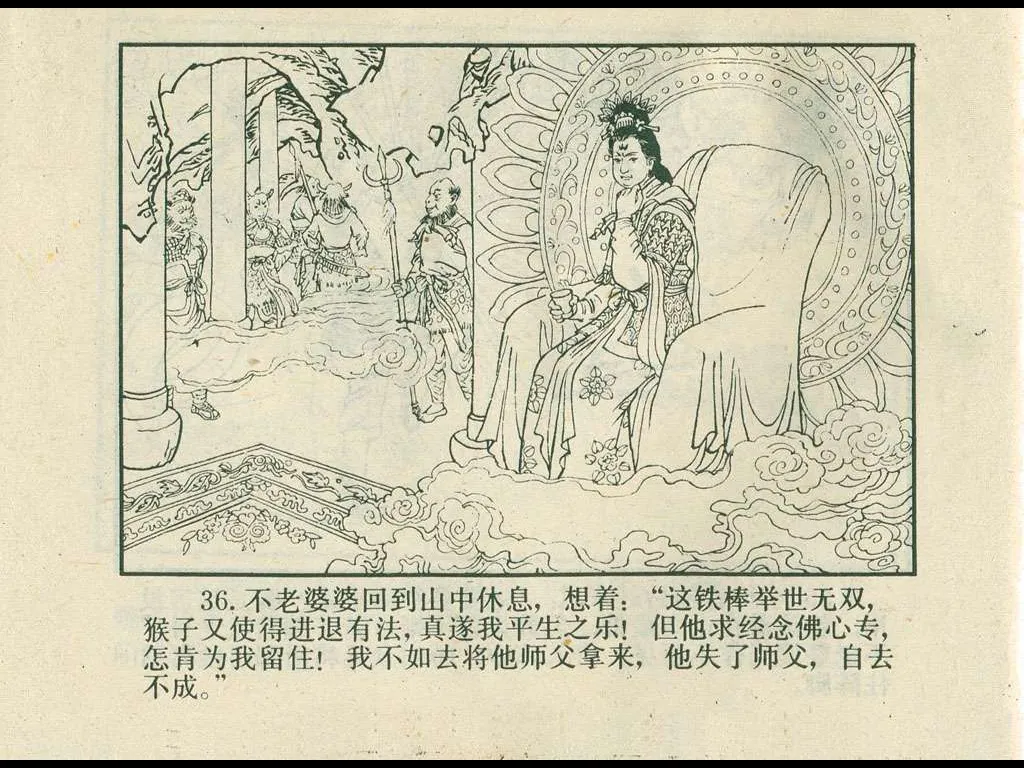 36. 不老婆婆回到山中休息，想着：“这铁棒举世无双，
猴子又使得进退有法，真遂我平生之乐！但他求经念佛心专，
怎肯为我留住！我不如去将他师父拿来，他失了师父，自去
不成。”